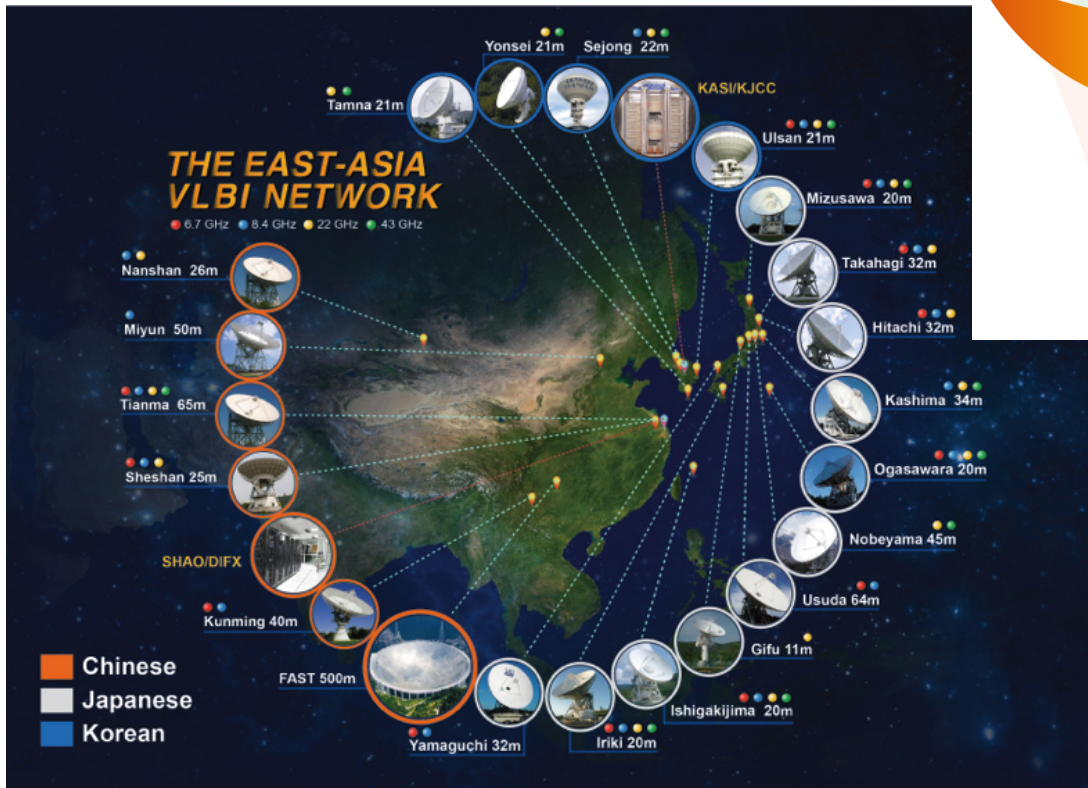 Yonsei 21m
Sejong 22m
Tamna 21m
KASI/KJCC
Ulsan 21m
THE EAST-ASIA
VLBI NETWORK
6.7 GHz 8.4 GHz 22 GHz 43 GHz
Mizusawa 20m
Takahagi 32m
Hitachi 32m
Kashima 34m
Ogasawara 20m
Nobeyama 45m
Usuda 64m
Gifu 11m
Ishigakijima 20m
Iriki 20m
Yamaguchi 32m
Nanshan 26m
Miyun 50m
Tianma 65m
Sheshan 25m
SHAO/DIFX
Kunming 40m
FAST 500m
Chinese
Japanese
Korean